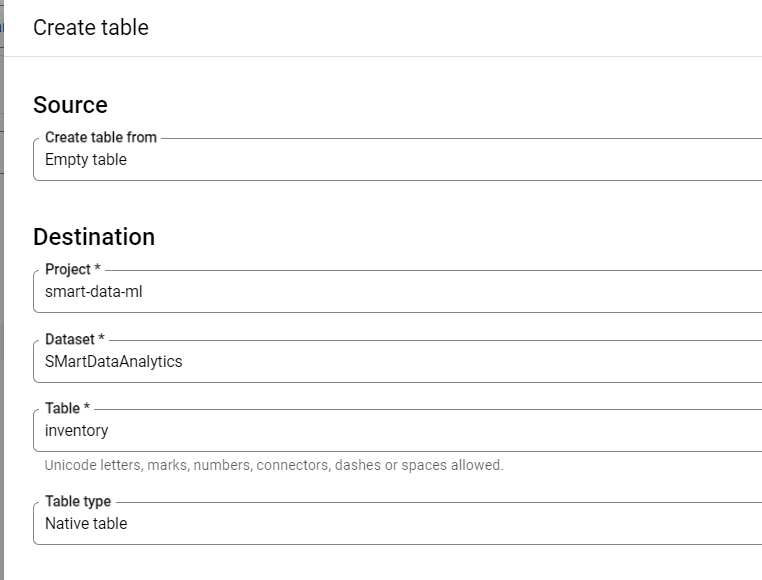 Create table
Source
Create table from
Empty table
Destination
Project *
smart-data-ml
Dataset *
SMartDataAnalytics
Table *
inventory
Unicode letters, marks, numbers, connectors, dashes or spaces allowed.
Table type
Native table